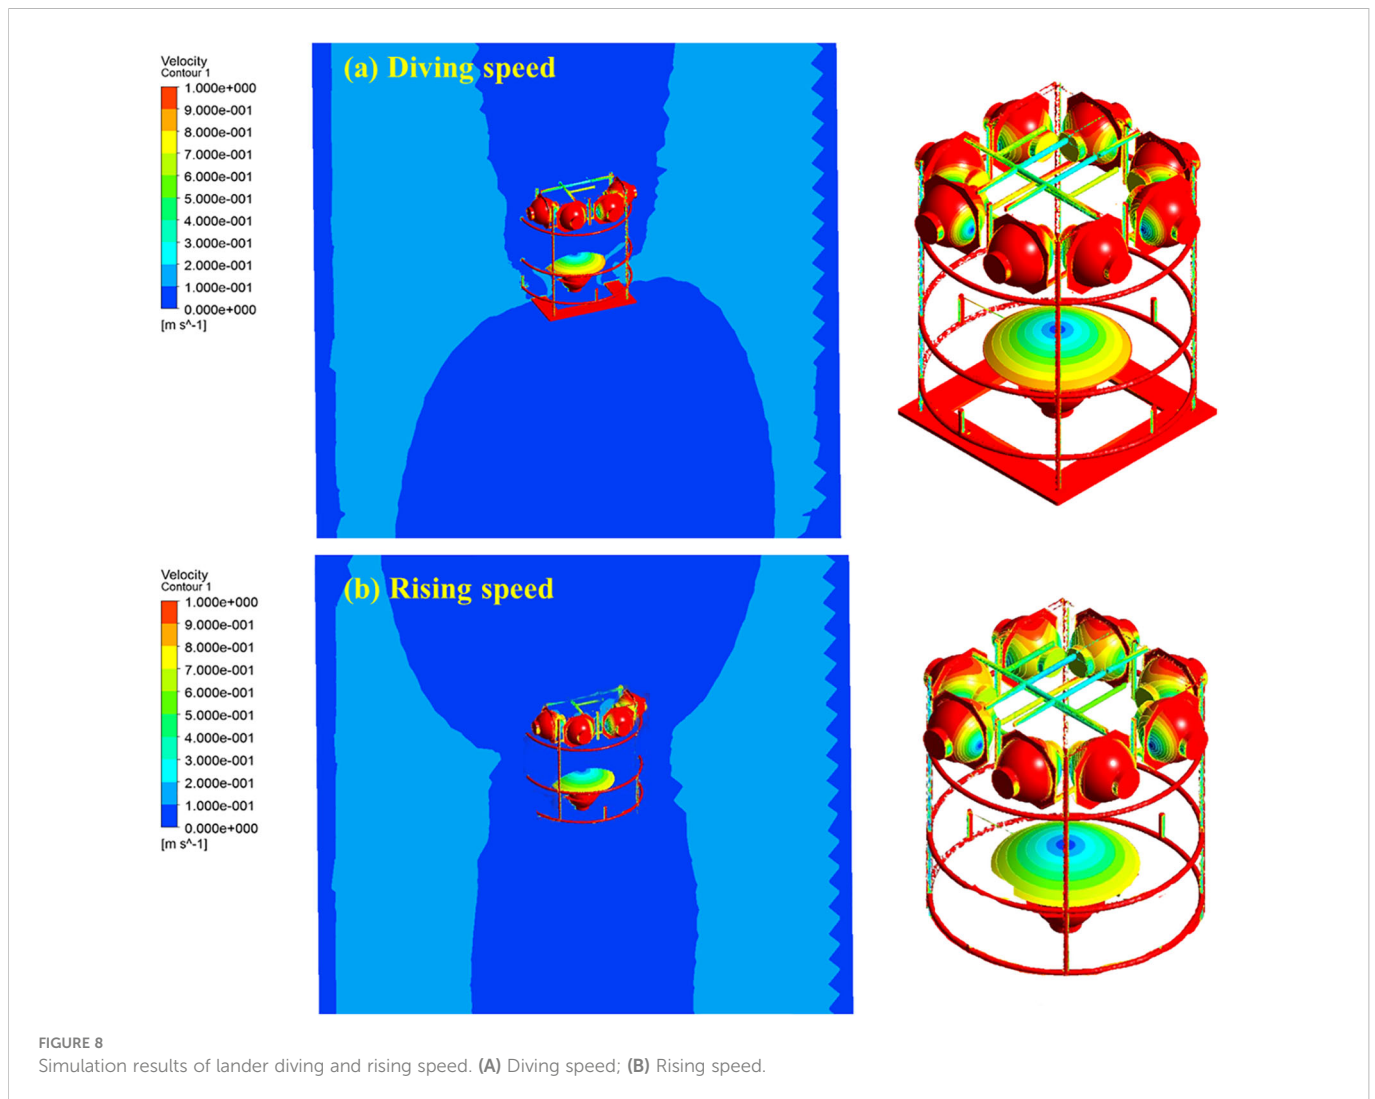 (a) Diving speed
Velocity
Contour 1
1.000e+000
9.000e-001
8.000e-001
7.000e-001
6.000e-001
5.000e-001
4.000e-001
3.000e-001
2.000e-001
1.000e-001
0.000e+000
[m s^-1]
(b) Rising speed
Velocity
Contour 1
1.000e+000
9.000e-001
8.000e-001
7.000e-001
6.000e-001
5.000e-001
4.000e-001
3.000e-001
2.000e-001
1.000e-001
0.000e+000
[m s^-1]
FIGURE 8
Simulation results of lander diving and rising speed. (A) Diving speed; (B) Rising speed.